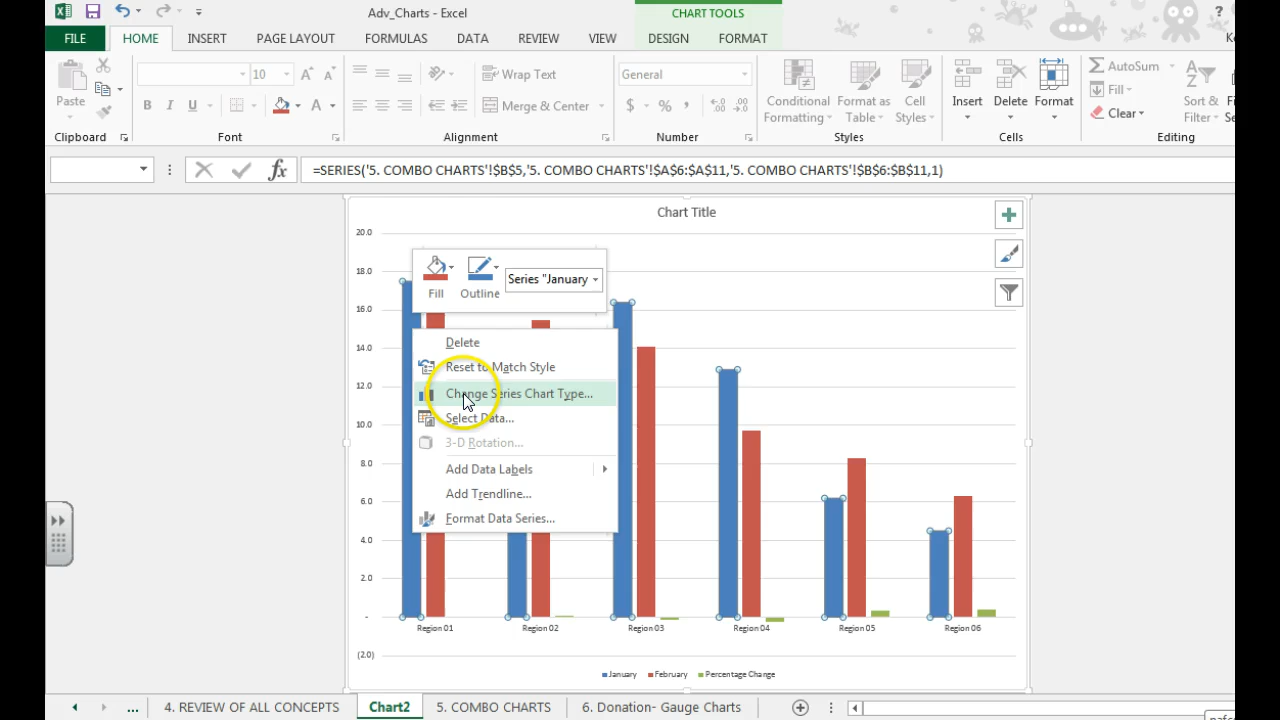 Adv_Charts - Excel
CHART TOOLS
?
FILE
HOME
INSERT
PAGE LAYOUT
FORMULAS
DATA
REVIEW
VIEW
DESIGN
FORMAT
Paste
Clipboard
10
B I U
Font
Wrap Text
Merge & Center
Alignment
General
$ % ,
Number
Conditional Formatting
Format as Table
Cell Styles
Styles
Insert
Delete
Format
Cells
AutoSum
Fill
Clear
Sort & Filter
Editing
fx
=SERIES('5. COMBO CHARTS'!$B$5,'5. COMBO CHARTS'!$A$6:$A$11,'5. COMBO CHARTS'!$B$6:$B$11,1)
Chart Title
20.0
18.0
16.0
14.0
12.0
10.0
8.0
6.0
4.0
2.0
-
(2.0)
Fill
Outline
Series "January
Delete
Reset to Match Style
Change Series Chart Type...
Select Data...
3-D Rotation...
Add Data Labels
Add Trendline...
Format Data Series...
Region 01
Region 02
Region 03
Region 04
Region 05
Region 06
January
February
Percentage Change
...
4. REVIEW OF ALL CONCEPTS
Chart2
5. COMBO CHARTS
6. Donation- Gauge Charts